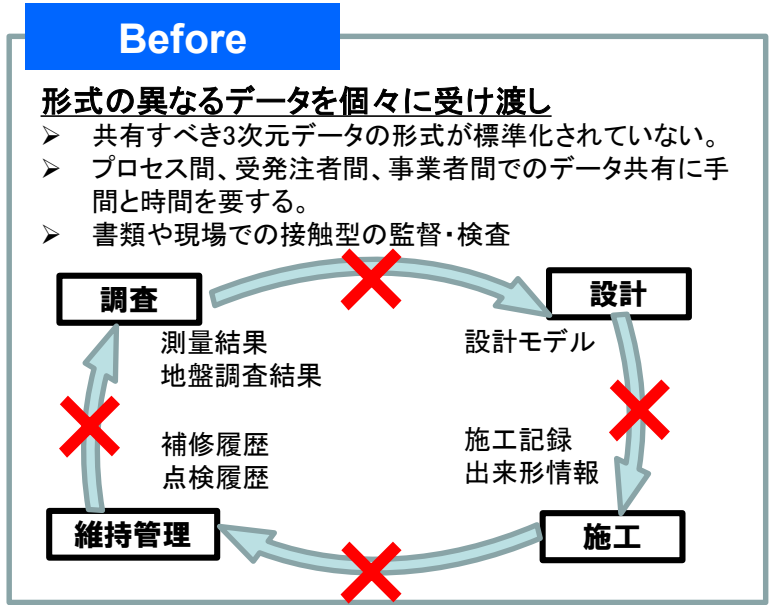 Before
形式の異なるデータを個々に受け渡し
➢ 共有すべき3次元データの形式が標準化されていない。
➢ プロセス間、受発注者間、事業者間でのデータ共有に手
間と時間を要する。
➢ 書類や現場での接触型の監督・検査
調査
設計
測量結果
地盤調査結果
設計モデル
補修履歴
点検履歴
施工記録
出来形情報
維持管理
施工